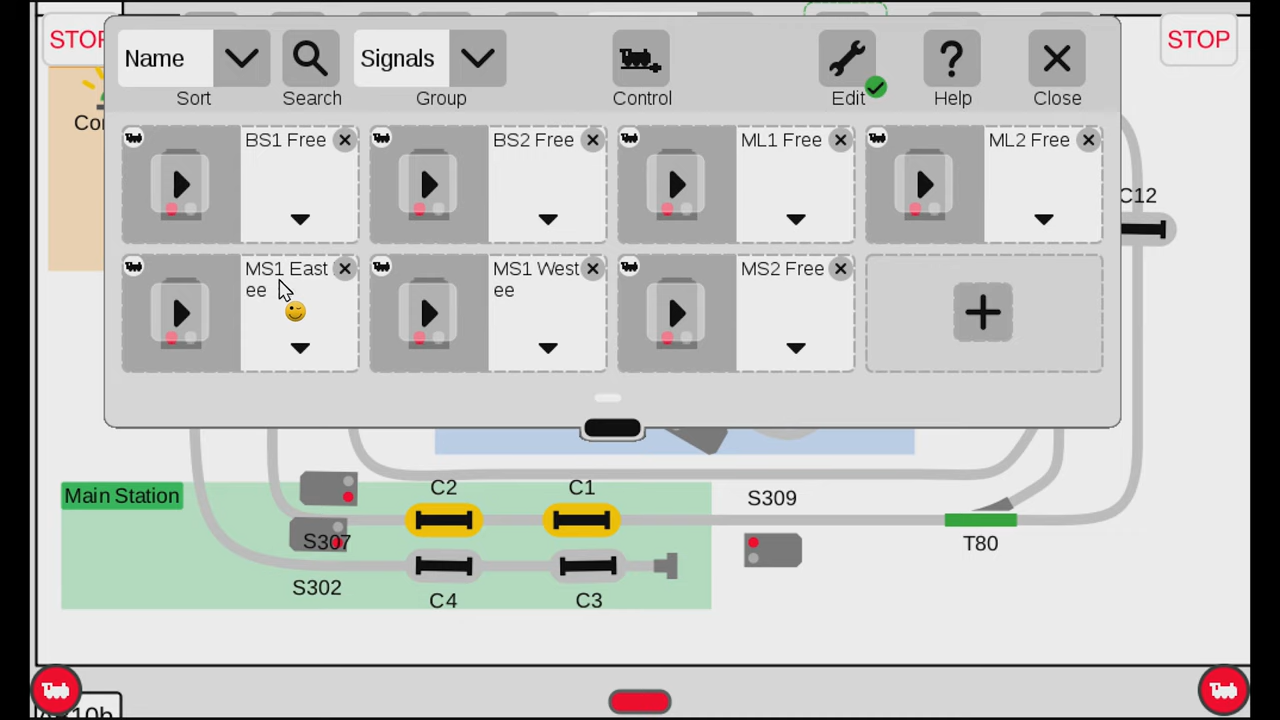 STOP
Name
Signals
STOP
Sort
Search
Group
Control
Edit
Help
Close
BS1 Free
BS2 Free
ML1 Free
ML2 Free
C12
MS1 East
ee
MS1 West
ee
MS2 Free
Main Station
C2
C1
S309
S307
T80
S302
C4
C3